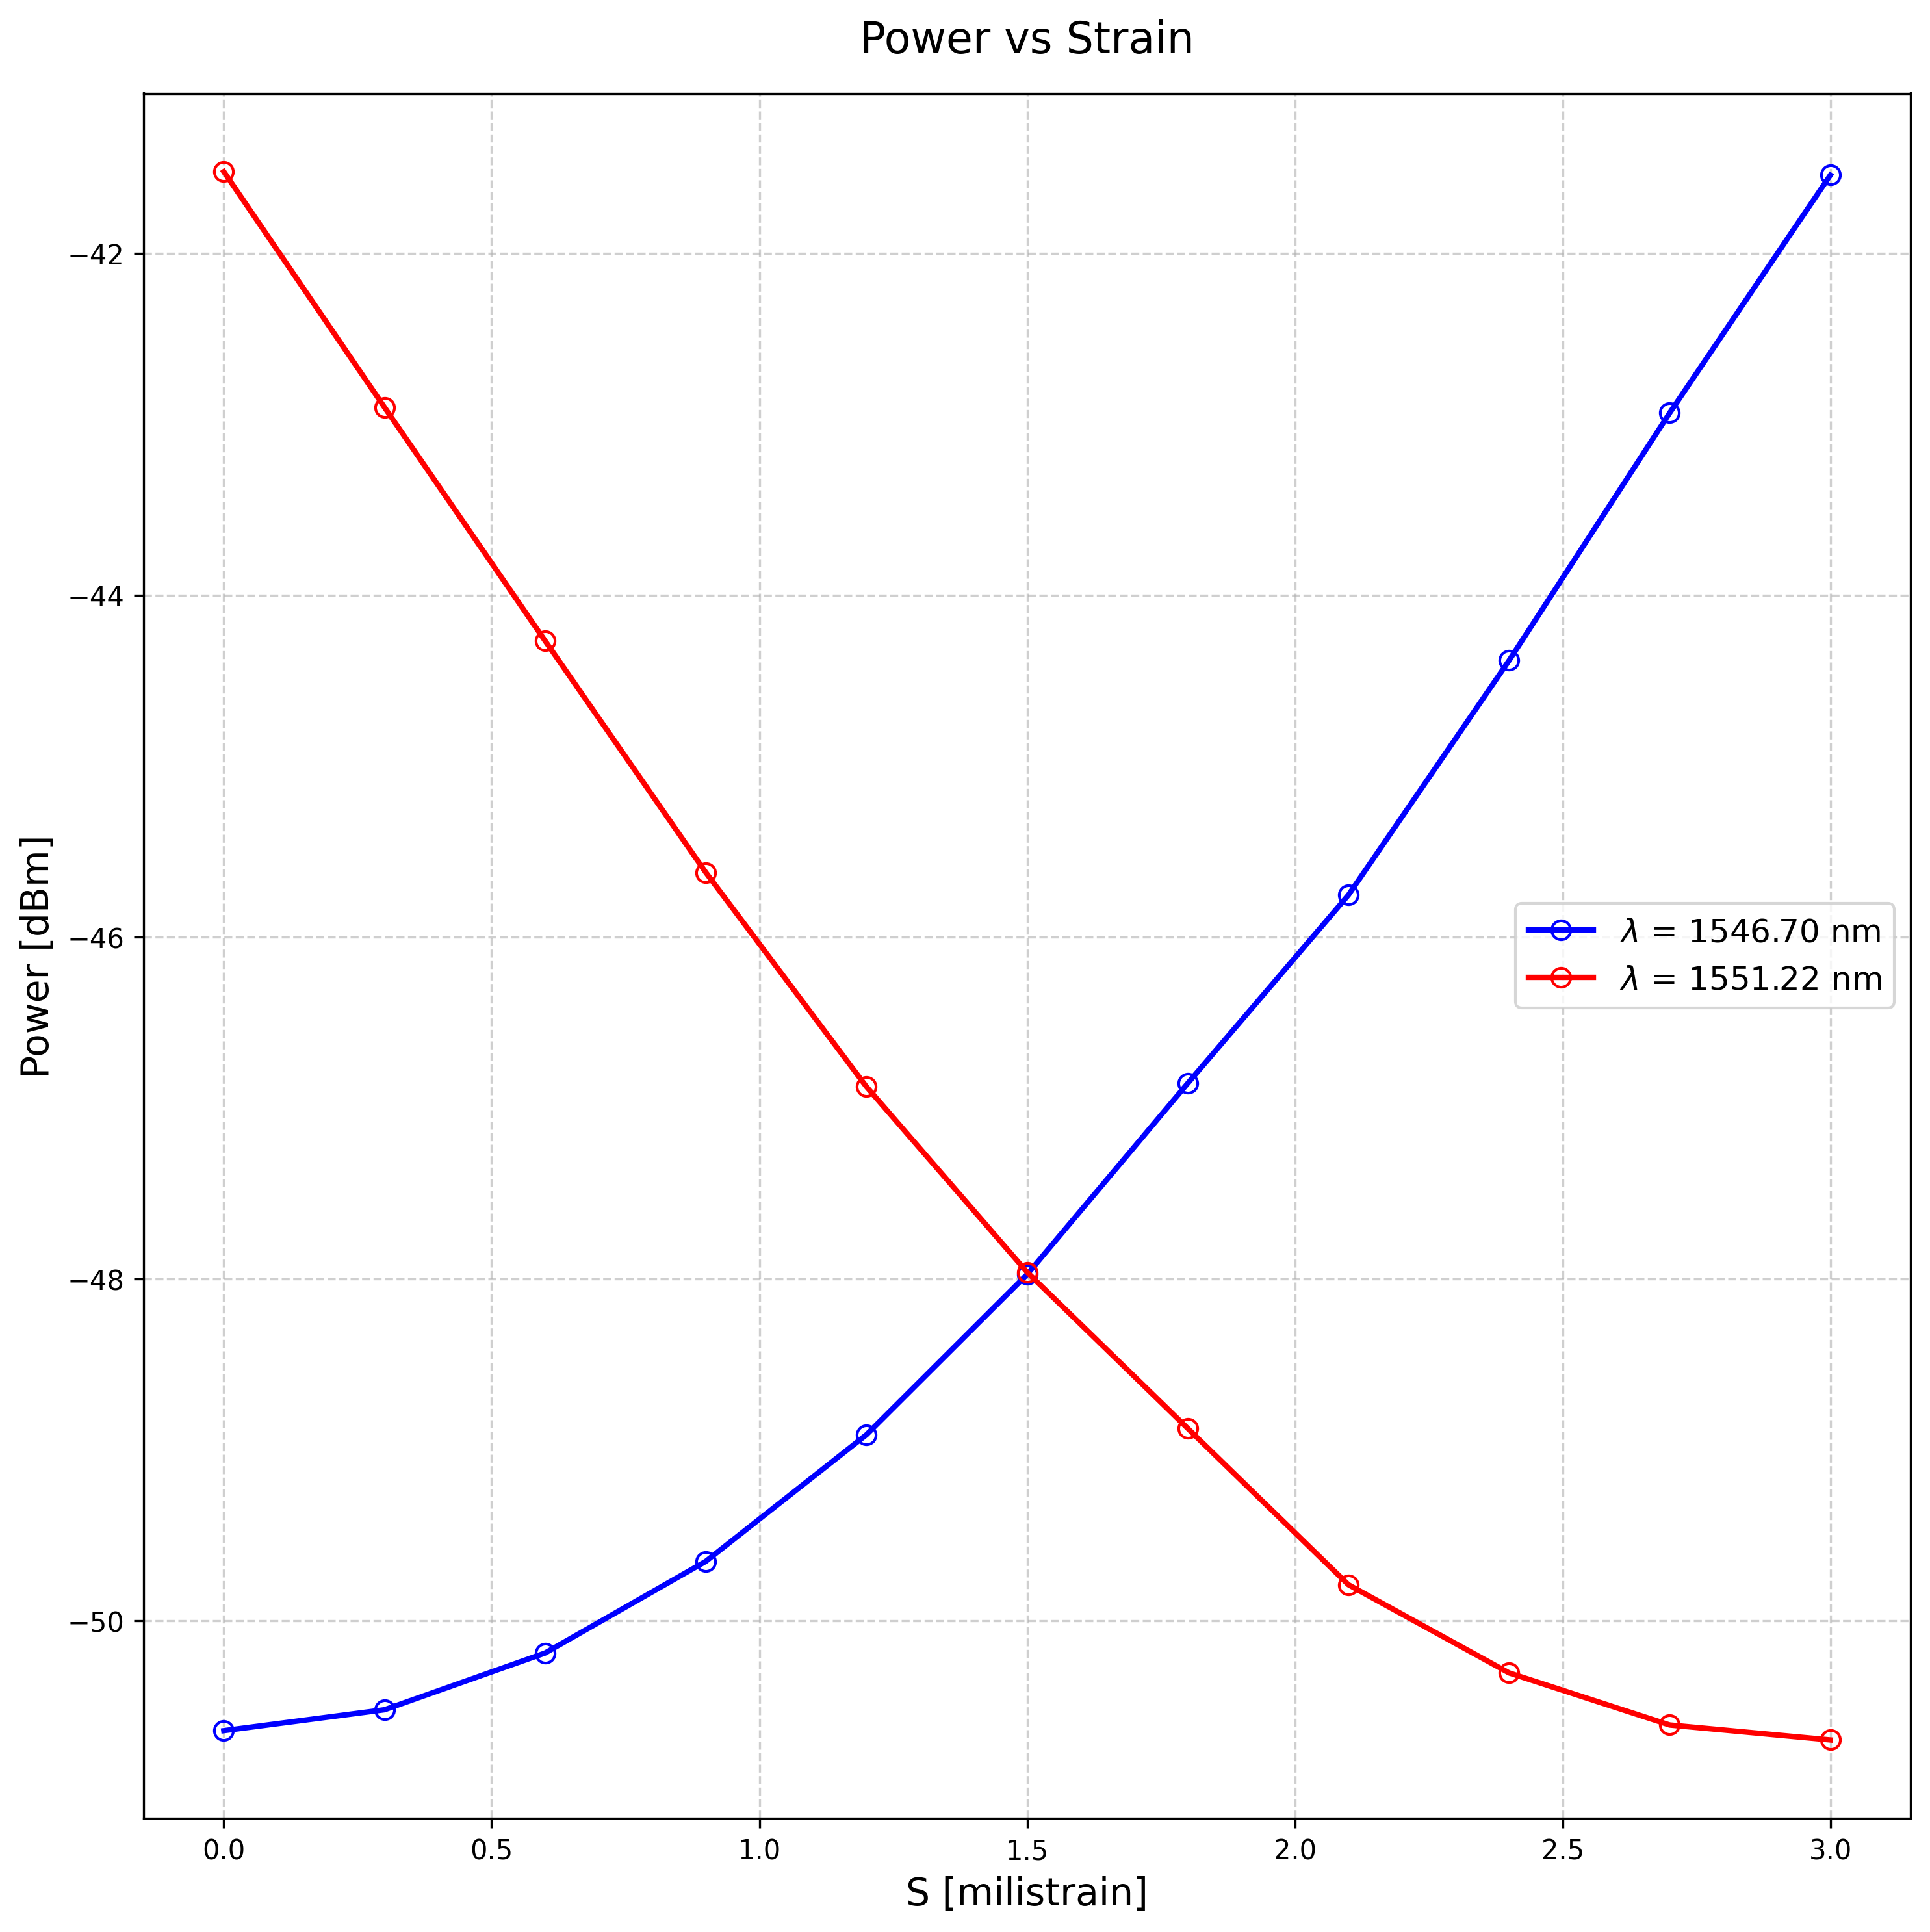 Power vs Strain
Power [dBm]
−42
−44
−46
−48
−50
λ = 1546.70 nm
λ = 1551.22 nm
0.0 0.5 1.0 1.5 2.0 2.5 3.0
S [milistrain]